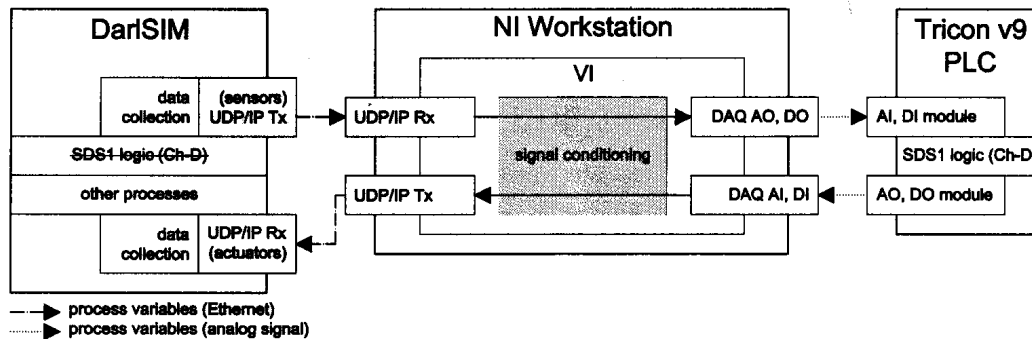 DarlSIM
NI Workstation
Tricon v9
PLC
VI
data
collection
(sensors)
UDP/IP Tx
UDP/IP Rx
DAQ AO, DO
AI, DI module
SDS1 logic (Ch-D)
signal conditioning
SDS1 logic (Ch-D
other processes
UDP/IP Tx
DAQ AI, DI
AO, DO module
data
collection
UDP/IP Rx
(actuators)
process variables (Ethernet)
process variables (analog signal)